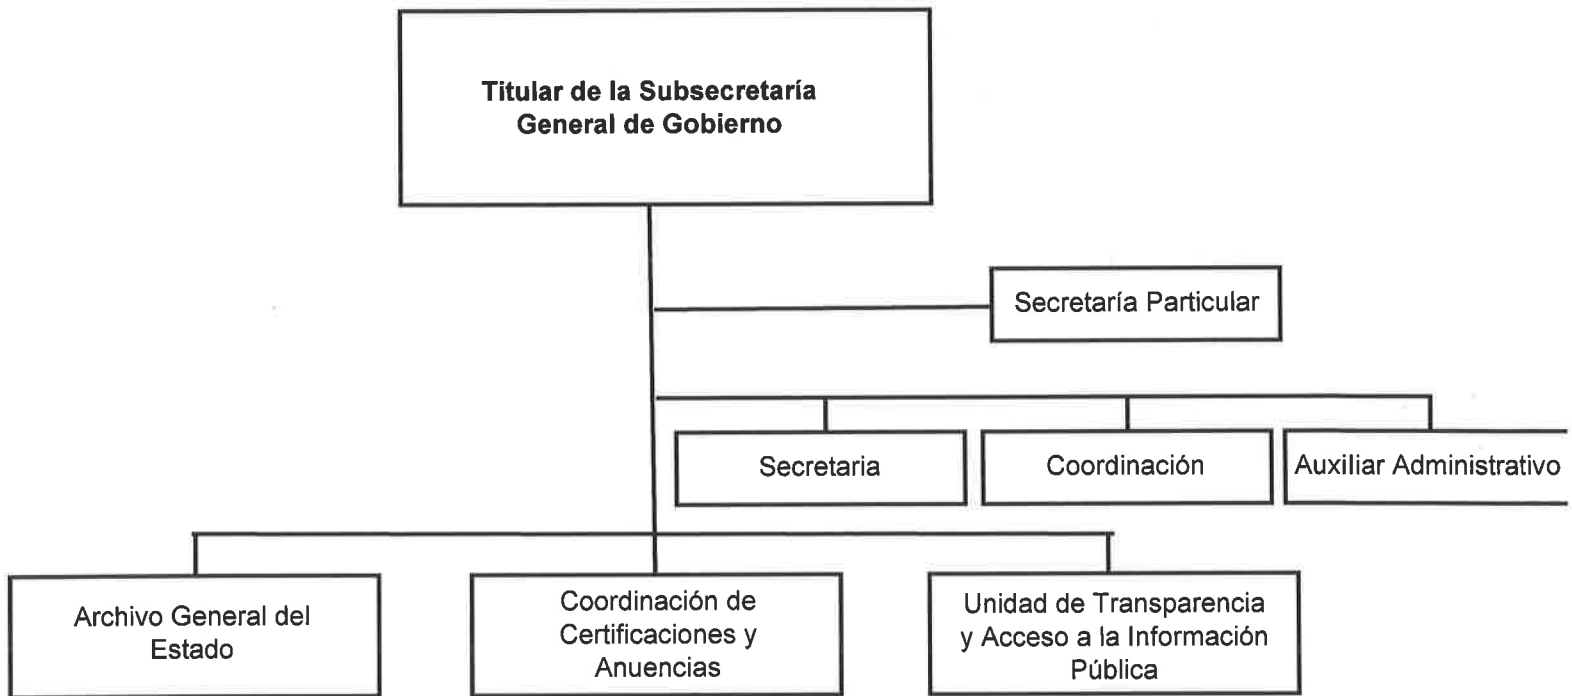 Titular de la Subsecretaría
General de Gobierno
Secretaría Particular
Secretaria
Coordinación
Auxiliar Administrativo
Archivo General del
Estado
Coordinación de
Certificaciones y
Anuencias
Unidad de Transparencia
y Acceso a la Información
Pública